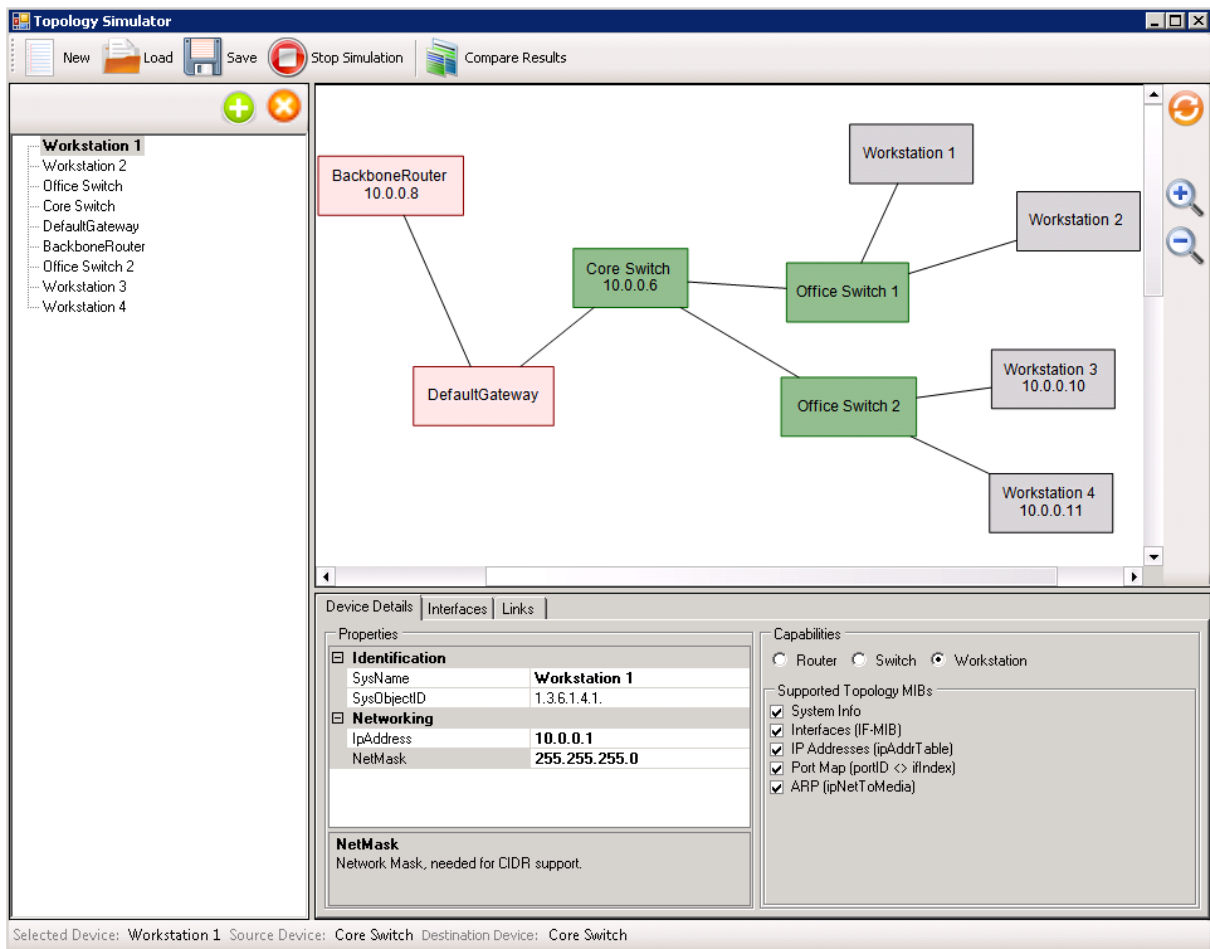 Topology Simulator
New Load Save Stop Simulation Compare Results
Workstation 1
Workstation 2
Office Switch
Core Switch
DefaultGateway
BackboneRouter
Office Switch 2
Workstation 3
Workstation 4
BackboneRouter
10.0.0.8
Workstation 1
Workstation 2
Core Switch
10.0.0.6
Office Switch 1
DefaultGateway
Office Switch 2
Workstation 3
10.0.0.10
Workstation 4
10.0.0.11
Device Details Interfaces Links
Properties
Identification
SysName Workstation 1
SysObjectID 1.3.6.1.4.1.
Networking
IpAddress 10.0.0.1
NetMask 255.255.255.0
NetMask
Network Mask, needed for CIDR support.
Capabilities
Router Switch Workstation
Supported Topology MIBs
System Info
Interfaces (IF-MIB)
IP Addresses (ipAddrTable)
Port Map (portID <> ifIndex)
ARP (ipNetToMedia)
Selected Device: Workstation 1 Source Device: Core Switch Destination Device: Core Switch